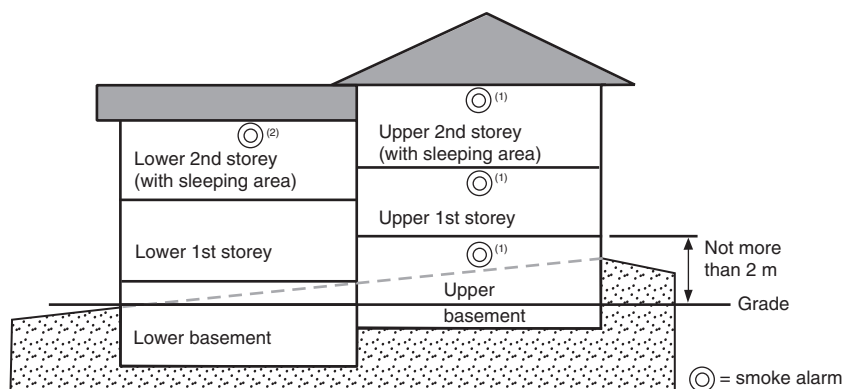 (1)
(2)
Upper 2nd storey
(with sleeping area)
Lower 2nd storey
(with sleeping area)
(1)
Upper 1st storey
Lower 1st storey
(1)
Not more
than 2 m
Upper
basement
Grade
Lower basement
= smoke alarm